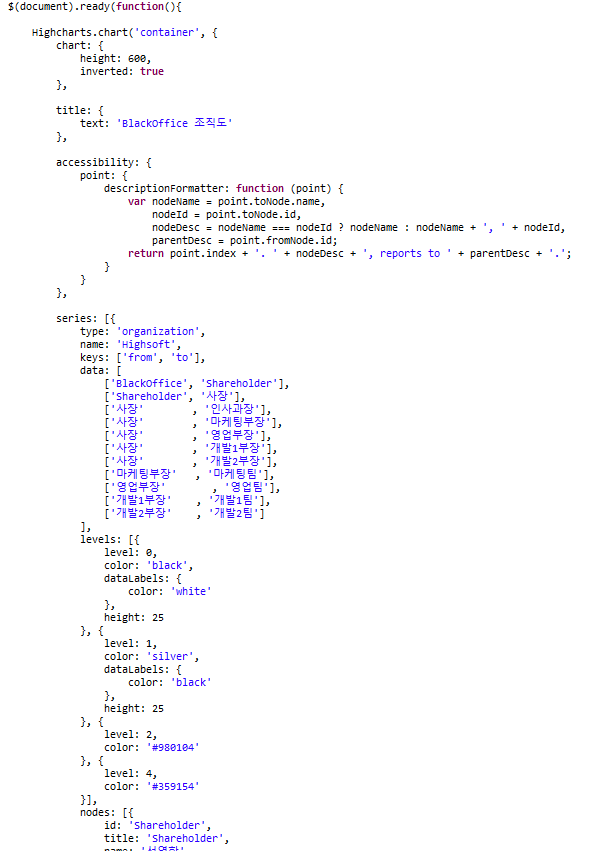 $(document).ready(function(){
Highcharts.chart('container', {
chart: {
height: 600,
inverted: true
},
title: {
text: 'BlackOffice 조직도'
},
accessibility: {
point: {
descriptionFormatter: function (point) {
var nodeName = point.toNode.name,
nodeId = point.toNode.id,
nodeDesc = nodeName === nodeId ? nodeName : nodeName + ', ' + nodeId,
parentDesc = point.fromNode.id;
return point.index + '. ' + nodeDesc + ', reports to ' + parentDesc + '.';
}
}
},
series: [{
type: 'organization',
name: 'Highsoft',
keys: ['from', 'to'],
data: [
['BlackOffice', 'Shareholder'],
['Shareholder', '사장'],
['사장' , '인사과장'],
['사장' , '마케팅부장'],
['사장' , '영업부장'],
['사장' , '개발1부장'],
['사장' , '개발2부장'],
['마케팅부장' , '마케팅팀'],
['영업부장' , '영업팀'],
['개발1부장' , '개발1팀'],
['개발2부장' , '개발2팀']
],
levels: [{
level: 0,
color: 'black',
dataLabels: {
color: 'white'
},
height: 25
}, {
level: 1,
color: 'silver',
dataLabels: {
color: 'black'
},
height: 25
}, {
level: 2,
color: '#980104'
}, {
level: 4,
color: '#359154'
}],
nodes: [{
id: 'Shareholder',
title: 'Shareholder',
name: